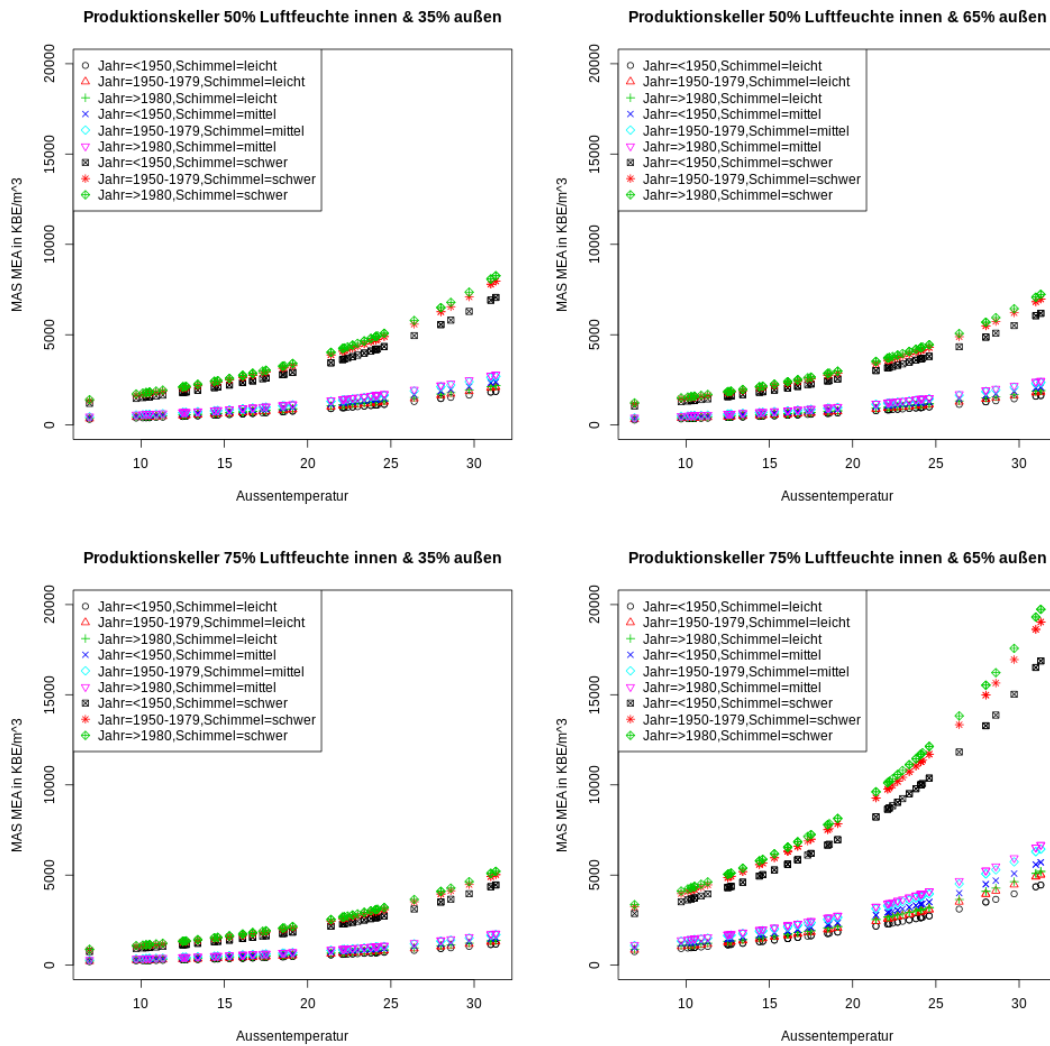 Produktionskeller 50% Luftfeuchte innen & 35% außen
MAS MEA in KBE/m^3
20000
15000
10000
5000
0
Jahr=<1950,Schimmel=leicht
Jahr=1950-1979,Schimmel=leicht
Jahr=>1980,Schimmel=leicht
Jahr=<1950,Schimmel=mittel
Jahr=1950-1979,Schimmel=mittel
Jahr=>1980,Schimmel=mittel
Jahr=<1950,Schimmel=schwer
Jahr=1950-1979,Schimmel=schwer
Jahr=>1980,Schimmel=schwer
10 15 20 25 30
Aussentemperatur
Produktionskeller 50% Luftfeuchte innen & 65% außen
MAS MEA in KBE/m^3
20000
15000
10000
5000
0
Jahr=<1950,Schimmel=leicht
Jahr=1950-1979,Schimmel=leicht
Jahr=>1980,Schimmel=leicht
Jahr=<1950,Schimmel=mittel
Jahr=1950-1979,Schimmel=mittel
Jahr=>1980,Schimmel=mittel
Jahr=<1950,Schimmel=schwer
Jahr=1950-1979,Schimmel=schwer
Jahr=>1980,Schimmel=schwer
10 15 20 25 30
Aussentemperatur
Produktionskeller 75% Luftfeuchte innen & 35% außen
MAS MEA in KBE/m^3
20000
15000
10000
5000
0
Jahr=<1950,Schimmel=leicht
Jahr=1950-1979,Schimmel=leicht
Jahr=>1980,Schimmel=leicht
Jahr=<1950,Schimmel=mittel
Jahr=1950-1979,Schimmel=mittel
Jahr=>1980,Schimmel=mittel
Jahr=<1950,Schimmel=schwer
Jahr=1950-1979,Schimmel=schwer
Jahr=>1980,Schimmel=schwer
10 15 20 25 30
Aussentemperatur
Produktionskeller 75% Luftfeuchte innen & 65% außen
MAS MEA in KBE/m^3
20000
15000
10000
5000
0
Jahr=<1950,Schimmel=leicht
Jahr=1950-1979,Schimmel=leicht
Jahr=>1980,Schimmel=leicht
Jahr=<1950,Schimmel=mittel
Jahr=1950-1979,Schimmel=mittel
Jahr=>1980,Schimmel=mittel
Jahr=<1950,Schimmel=schwer
Jahr=1950-1979,Schimmel=schwer
Jahr=>1980,Schimmel=schwer
10 15 20 25 30
Aussentemperatur